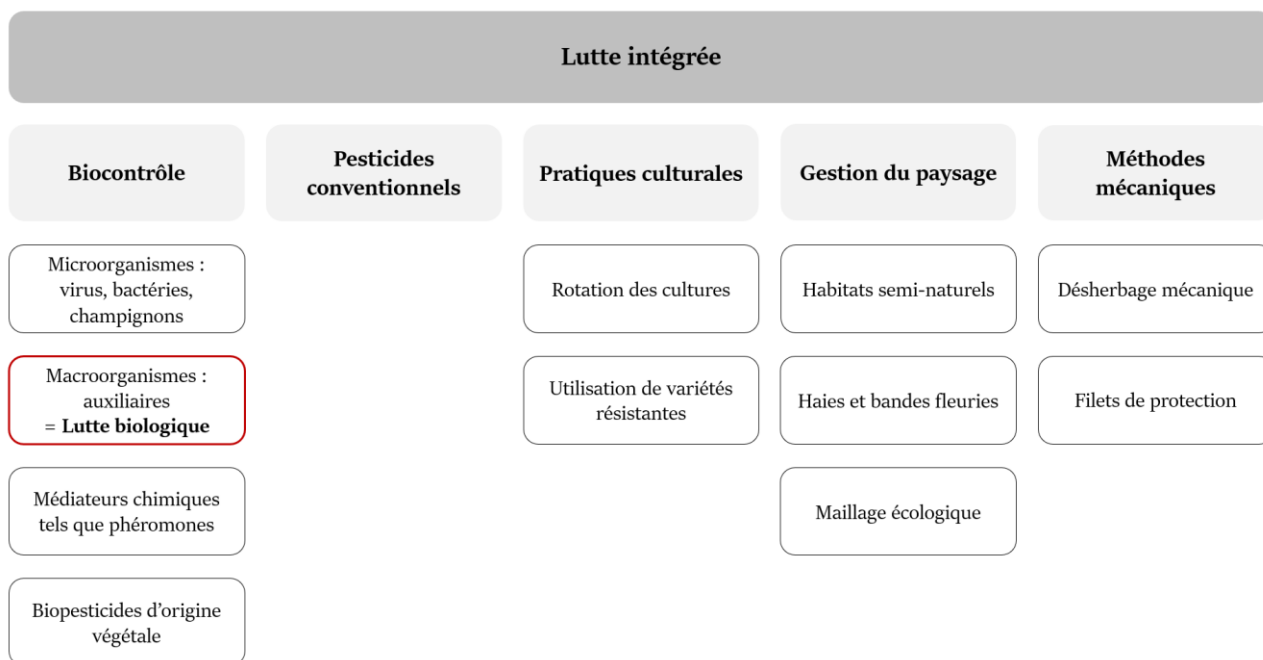 Lutte intégrée
Biocontrôle
Pesticides
conventionnels
Pratiques culturales
Gestion du paysage
Méthodes
mécaniques
Microorganismes :
virus, bactéries,
champignons
Macroorganismes :
auxiliaires
= Lutte biologique
Médiateurs chimiques
tels que phéromones
Biopesticides d’origine
végétale
Rotation des cultures
Utilisation de variétés
résistantes
Habitats semi-naturels
Haies et bandes fleuries
Maillage écologique
Désherbage mécanique
Filets de protection